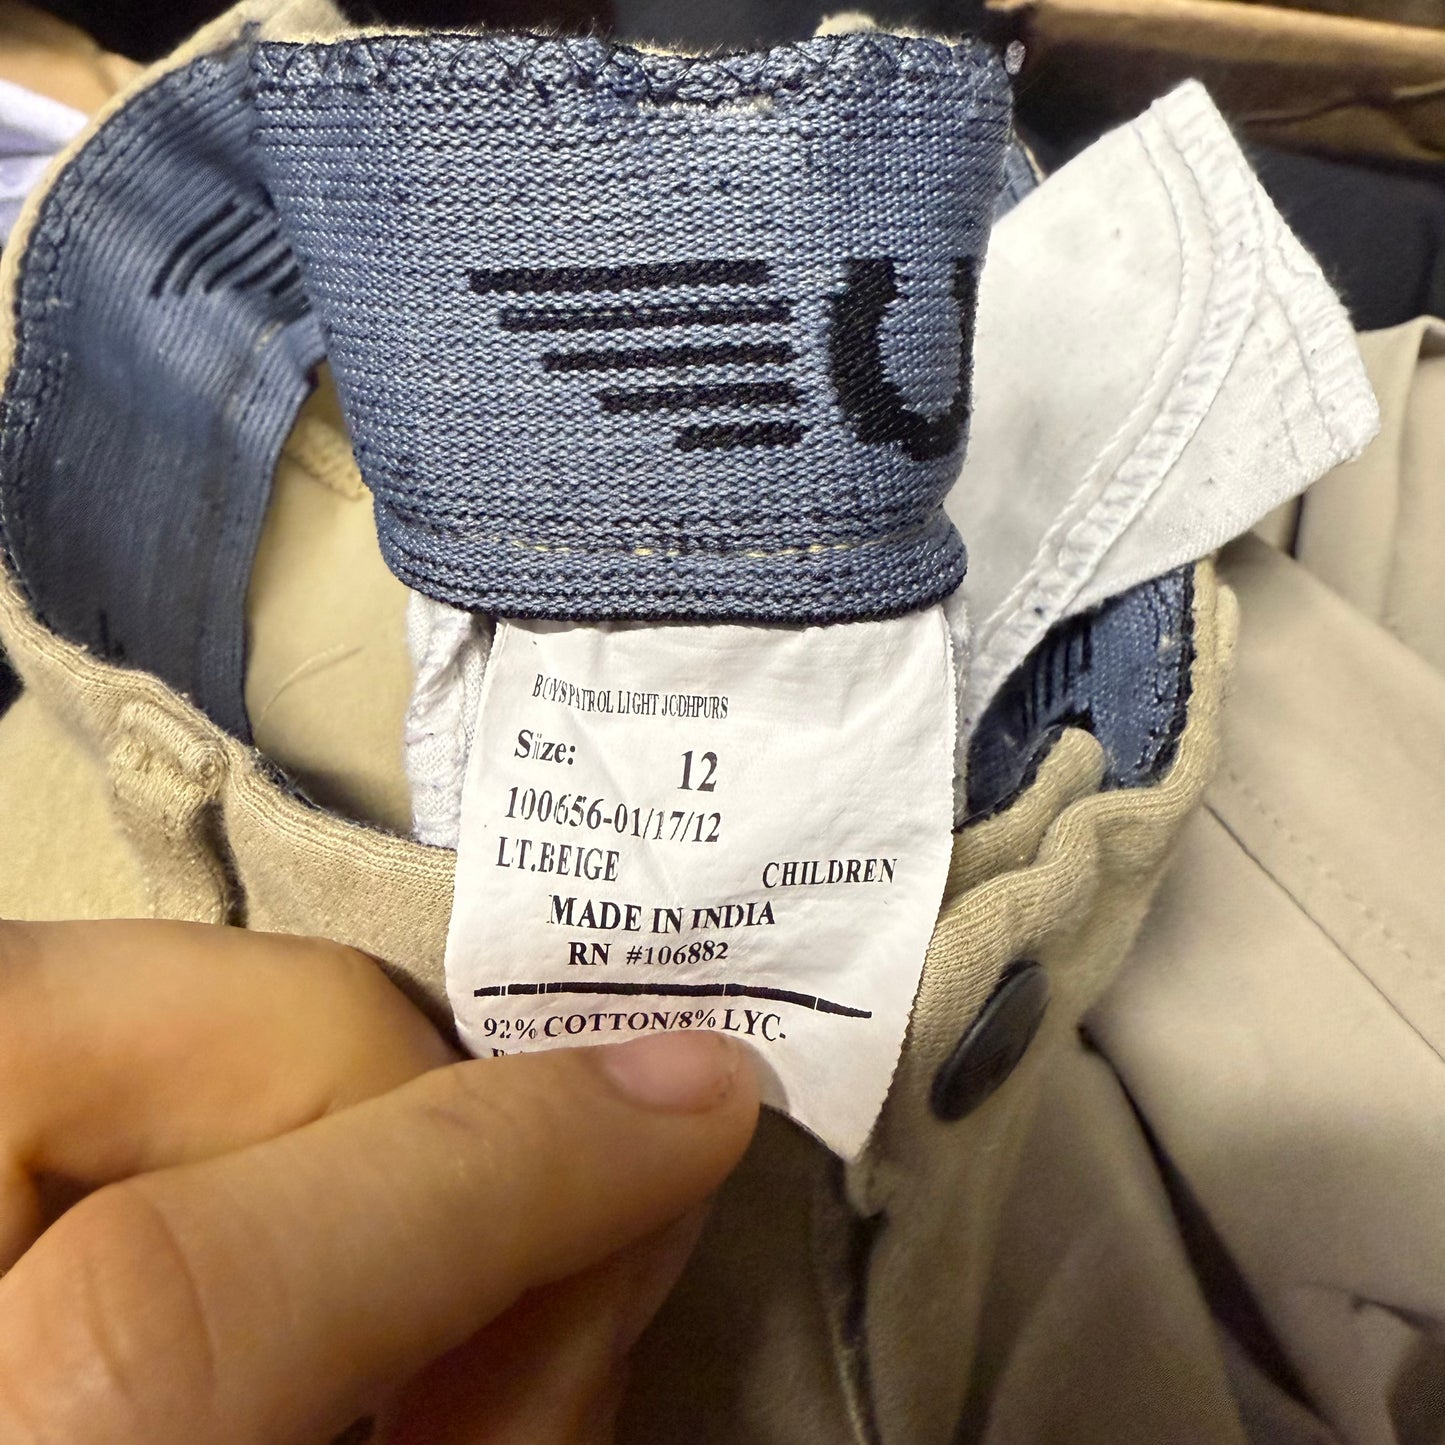 U
BOYS PATROL LIGHT JODHPURS
Size: 12
100656-01/17/12
LT.BEIGE CHILDREN
MADE IN INDIA
RN #106882
92% COTTON/8% LYC.